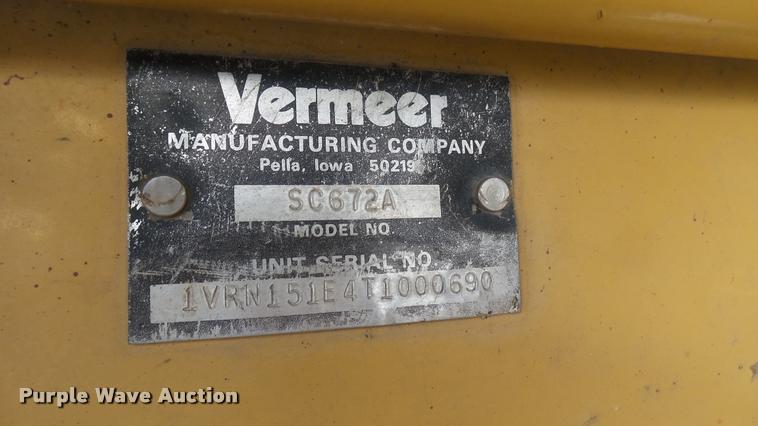 Vermeer
MANUFACTURING COMPANY
Pella, Iowa 50219
SC672A
MODEL NO.
UNIT SERIAL NO.
1VRN151E4T1000690
Purple Wave Auction